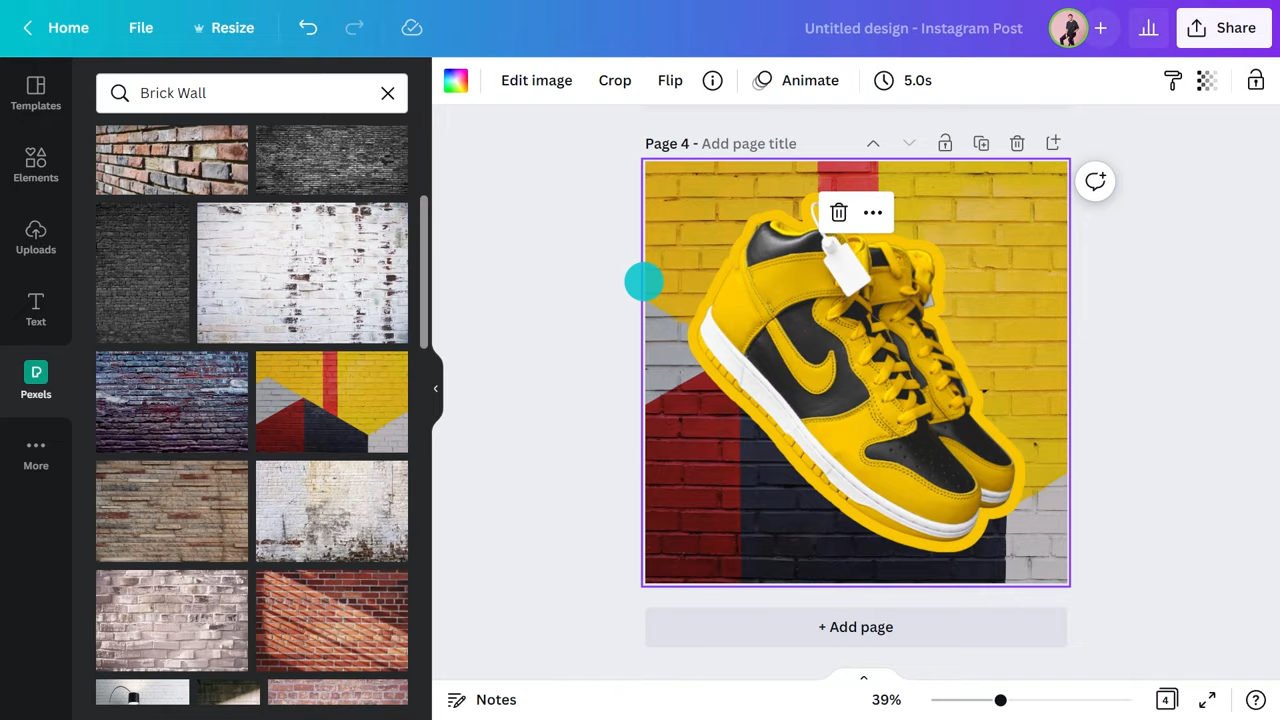 Home
File
Resize
Untitled design - Instagram Post
Share
Templates
Elements
Uploads
Text
Pexels
More
Brick Wall
Edit image
Crop
Flip
Animate
5.0s
Page 4 - Add page title
+ Add page
Notes
39%
4